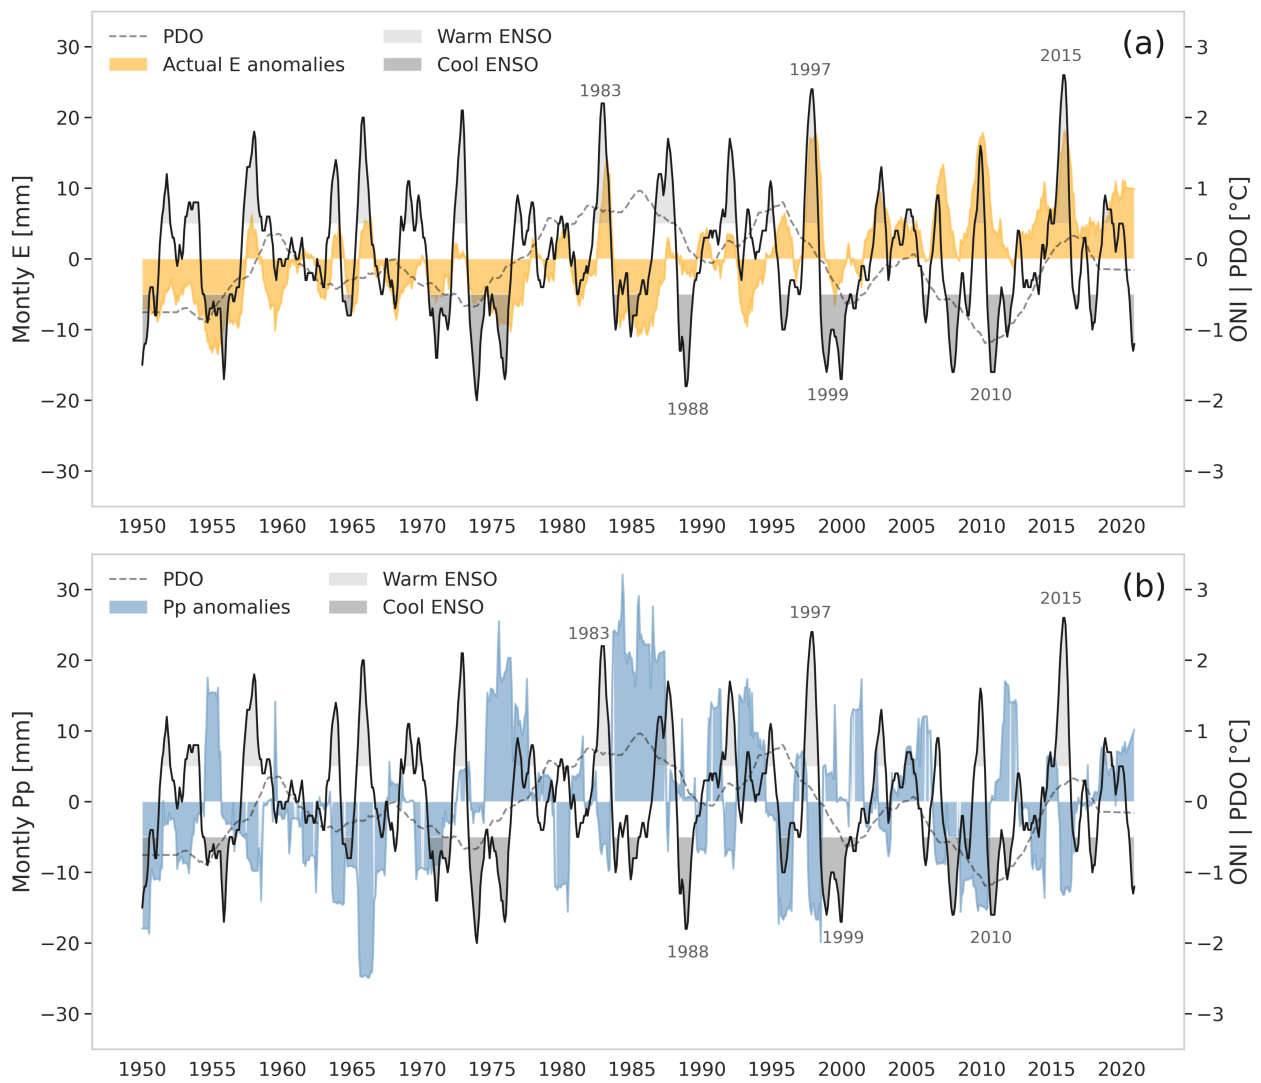 PDO
Actual E anomalies
Warm ENSO
Cool ENSO
(a)
30
20
10
0
−10
−20
−30
Montly E [mm]
3
2
1
0
−1
−2
−3
ONI | PDO [°C]
1983
1997
2015
1988
1999
2010
1950 1955 1960 1965 1970 1975 1980 1985 1990 1995 2000 2005 2010 2015 2020
PDO
Pp anomalies
Warm ENSO
Cool ENSO
(b)
30
20
10
0
−10
−20
−30
Montly Pp [mm]
3
2
1
0
−1
−2
−3
ONI | PDO [°C]
1983
1997
2015
1988
1999
2010
1950 1955 1960 1965 1970 1975 1980 1985 1990 1995 2000 2005 2010 2015 2020